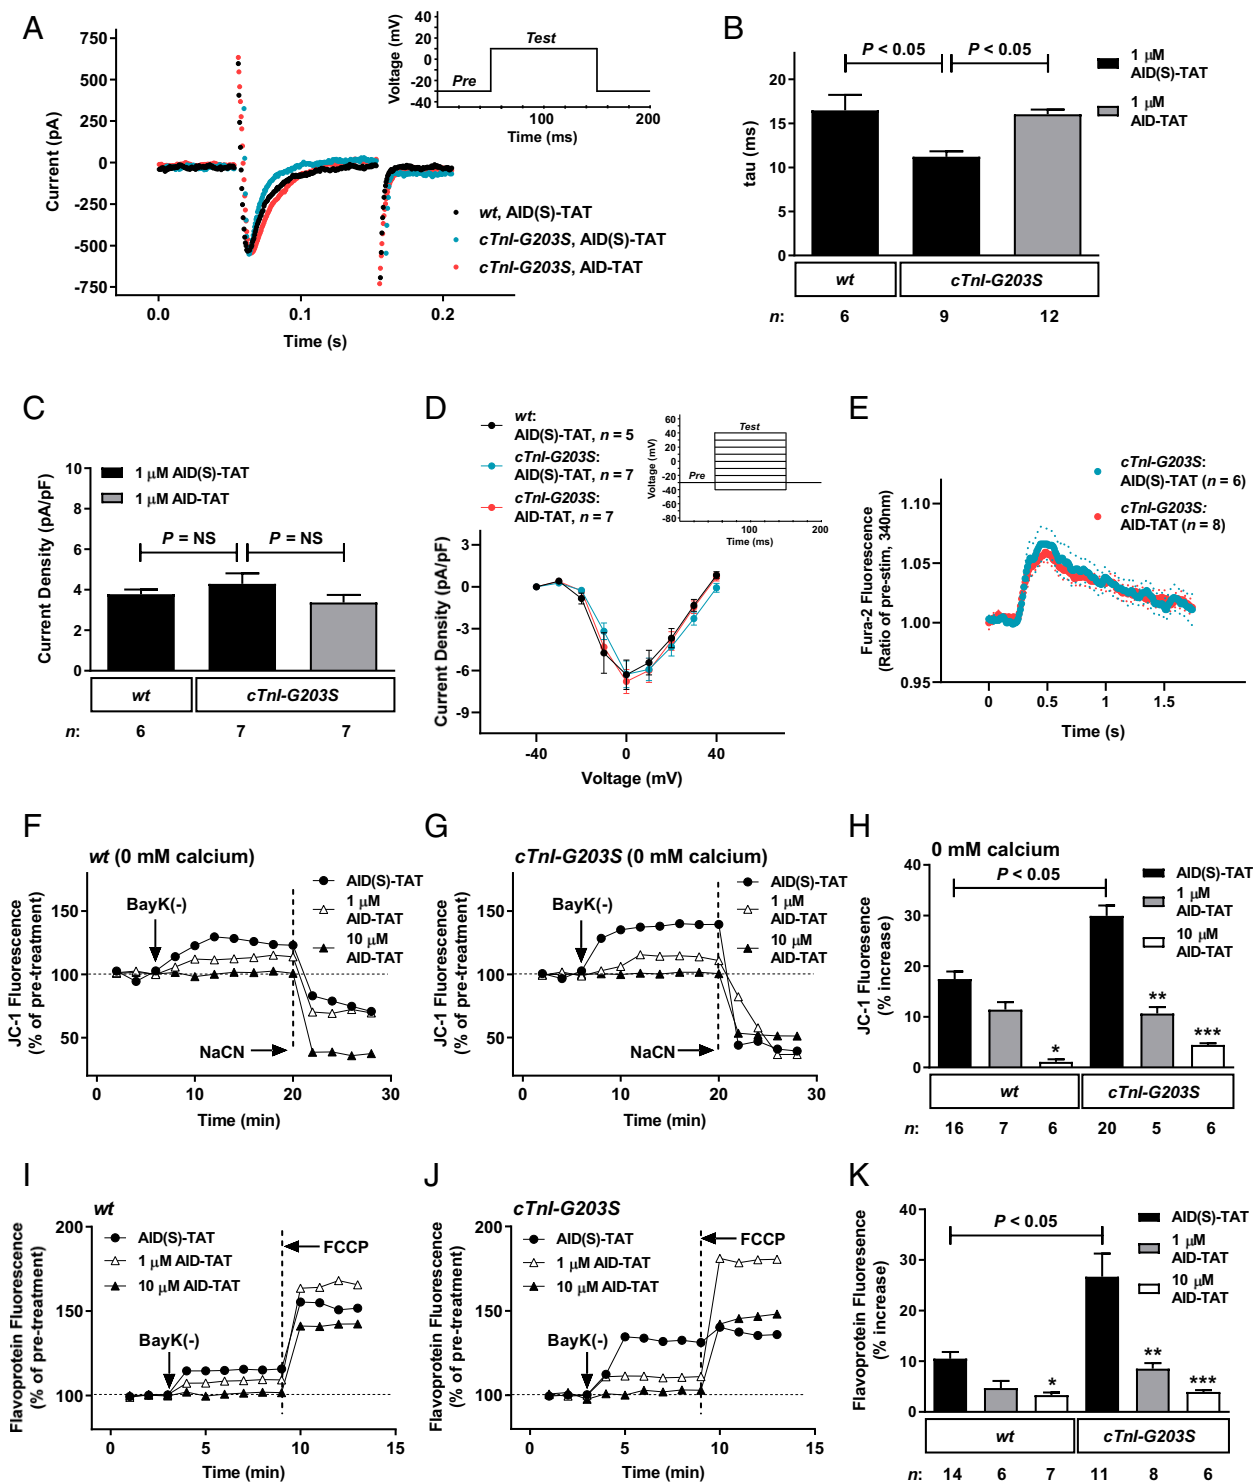 A
750
500
250
0
-250
-500
-750
Current (pA)
0.0
0.1
0.2
Time (s)
wt, AID(S)-TAT
cTnI-G203S, AID(S)-TAT
cTnI-G203S, AID-TAT
40
20
0
-20
-40
Voltage (mV)
Pre
Test
100
200
Time (ms)
B
P < 0.05
P < 0.05
1 µM
AID(S)-TAT
1 µM
AID-TAT
20
15
10
5
0
tau (ms)
wt
cTnI-G203S
n:
6
9
12
C
1 µM AID(S)-TAT
1 µM AID-TAT
10
8
6
4
2
0
Current Density (pA/pF)
P = NS
P = NS
wt
cTnI-G203S
n:
6
7
7
D
wt:
AID(S)-TAT, n = 5
cTnI-G203S:
AID(S)-TAT, n = 7
cTnI-G203S:
AID-TAT, n = 7
60
40
20
0
-20
-40
-60
-80
Voltage (mV)
Pre
Test
100
200
Time (ms)
3
0
-3
-6
-9
Current Density (pA/pF)
-40
0
40
Voltage (mV)
E
cTnI-G203S:
AID(S)-TAT (n = 6)
cTnI-G203S:
AID-TAT (n = 8)
1.10
1.05
1.00
0.95
Fura-2 Fluorescence
(Ratio of pre-stim, 340nm)
0
0.5
1
1.5
Time (s)
F
wt (0 mM calcium)
AID(S)-TAT
1 µM
AID-TAT
10 µM
AID-TAT
150
100
50
JC-1 Fluorescence
(% of pre-treatment)
BayK(-)
NaCN
0
10
20
30
Time (min)
G
cTnI-G203S (0 mM calcium)
AID(S)-TAT
1 µM
AID-TAT
10 µM
AID-TAT
150
100
50
JC-1 Fluorescence
(% of pre-treatment)
BayK(-)
NaCN
0
10
20
30
Time (min)
H
0 mM calcium
P < 0.05
AID(S)-TAT
1 µM
AID-TAT
10 µM
AID-TAT
40
30
20
10
0
JC-1 Fluoresence
(% increase)
*
**
***
wt
cTnI-G203S
n:
16
7
6
20
5
6
I
wt
AID(S)-TAT
1 µM AID-TAT
10 µM AID-TAT
200
150
100
Flavoprotein Fluorescence
(% of pre-treatment)
BayK(-)
FCCP
0
5
10
15
Time (min)
J
cTnI-G203S
AID(S)-TAT
1 µM AID-TAT
10 µM AID-TAT
200
150
100
Flavoprotein Fluorescence
(% of pre-treatment)
BayK(-)
FCCP
0
5
10
15
Time (min)
K
P < 0.05
AID(S)-TAT
1 µM
AID-TAT
10 µM
AID-TAT
40
30
20
10
0
Flavoprotein Fluoresence
(% increase)
*
**
***
wt
cTnI-G203S
n:
14
6
7
11
8
6